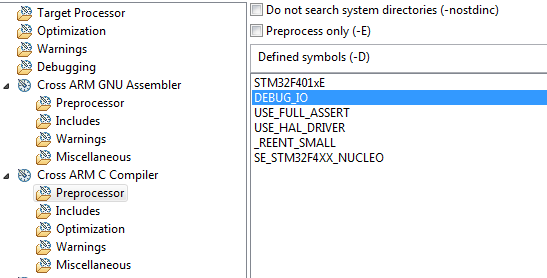 Target Processor
Optimization
Warnings
Debugging
Cross ARM GNU Assembler
Preprocessor
Includes
Warnings
Miscellaneous
Cross ARM C Compiler
Preprocessor
Includes
Optimization
Warnings
Miscellaneous
Do not search system directories (-nostdinc)
Preprocess only (-E)
Defined symbols (-D)
STM32F401xE
DEBUG_IO
USE_FULL_ASSERT
USE_HAL_DRIVER
_REENT_SMALL
SE_STM32F4XX_NUCLEO